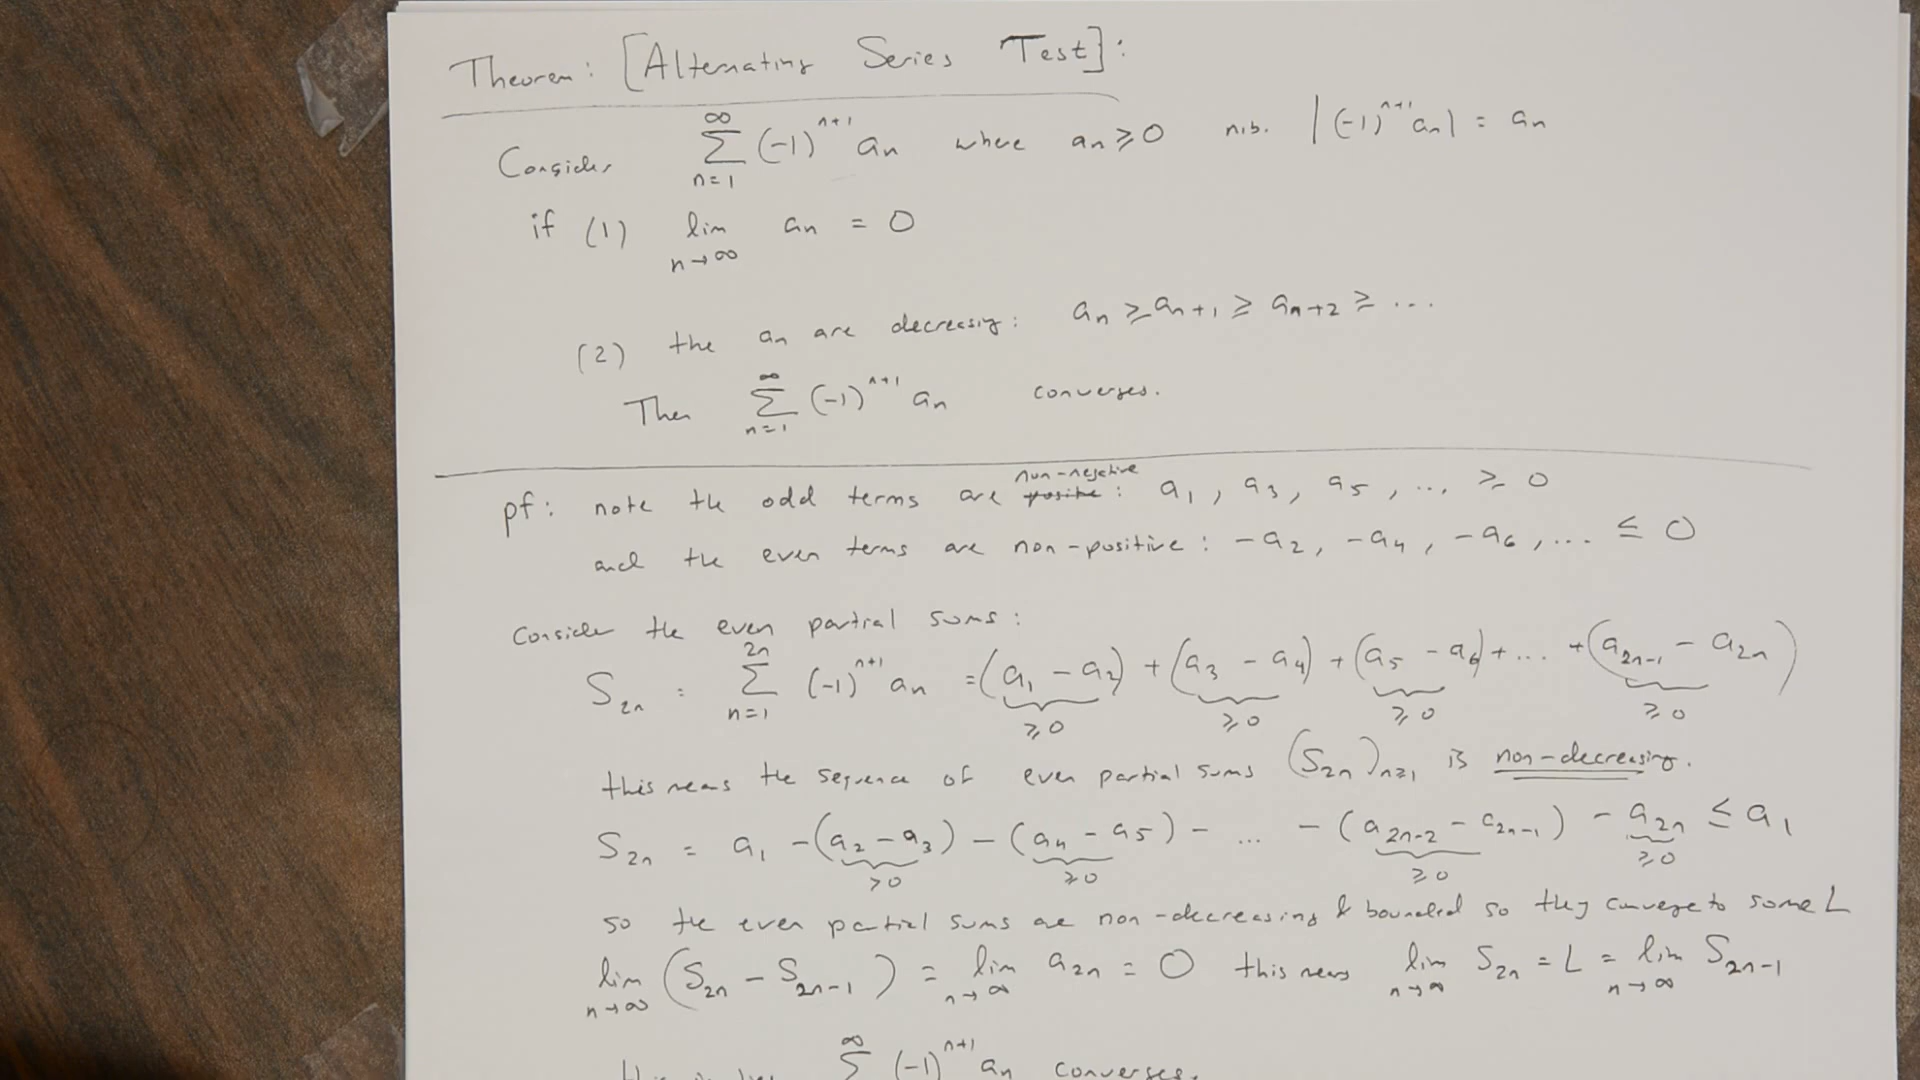 Theorem: [Alternating Series Test]:
Consider ∑_{n=1}^{∞} (-1)^{n+1} a_n where a_n ≥ 0 n.b. |(-1)^{n+1} a_n| = a_n
if (1) lim_{n→∞} a_n = 0
(2) the a_n are decreasing: a_n ≥ a_{n+1} ≥ a_{n+2} ≥ ...
Then ∑_{n=1}^{∞} (-1)^{n+1} a_n converges.
non-negative
pf: note the odd terms are positive: a_1, a_3, a_5, ... ≥ 0
and the even terms are non-positive: -a_2, -a_4, -a_6, ... ≤ 0
Consider the even partial sums:
S_{2n} = ∑_{n=1}^{2n} (-1)^{n+1} a_n = (a_1 - a_2) + (a_3 - a_4) + (a_5 - a_6) + ... + (a_{2n-1} - a_{2n})
≥0 ≥0 ≥0 ≥0
this means the sequence of even partial sums (S_{2n})_{n≥1} is non-decreasing.
S_{2n} = a_1 - (a_2 - a_3) - (a_4 - a_5) - ... - (a_{2n-2} - a_{2n-1}) - a_{2n} ≤ a_1
≥0 ≥0 ≥0 ≥0
so the even partial sums are non-decreasing & bounded so they converge to some L
lim_{n→∞} (S_{2n} - S_{2n-1}) = lim_{n→∞} a_{2n} = 0 this means lim_{n→∞} S_{2n} = L = lim_{n→∞} S_{2n-1}
∑^{∞} (-1)^{n+1} a_n converges.